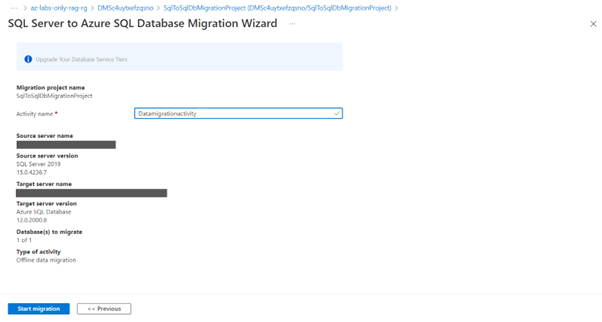 ... > az-labs-only-rag-rg > DMSc4uytxefzqsno > SqlToSqlDbMigrationProject (DMSc4uytxefzqsno/SqlToSqlDbMigrationProject) >
SQL Server to Azure SQL Database Migration Wizard ...
Upgrade Your Database Service Tiers
Migration project name
SqlToSqlDbMigrationProject
Activity name * Datamigrationactivity
Source server name
Source server version
SQL Server 2019
15.0.4236.7
Target server name
Target server version
Azure SQL Database
12.0.2000.8
Database(s) to migrate
1 of 1
Type of activity
Offline data migration
Start migration << Previous